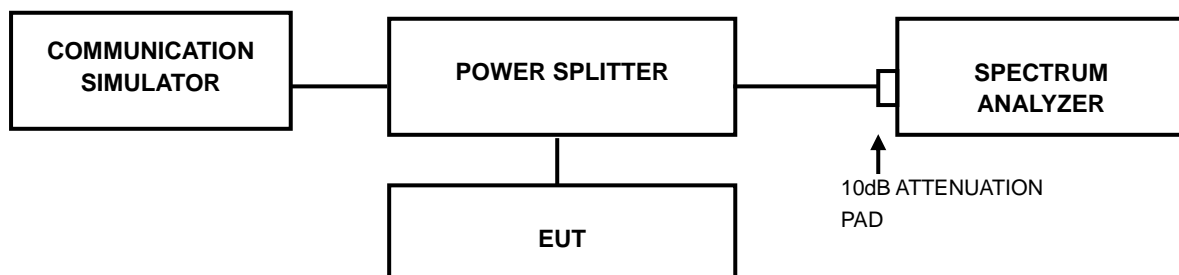 COMMUNICATION
SIMULATOR
POWER SPLITTER
SPECTRUM
ANALYZER
10dB ATTENUATION
PAD
EUT